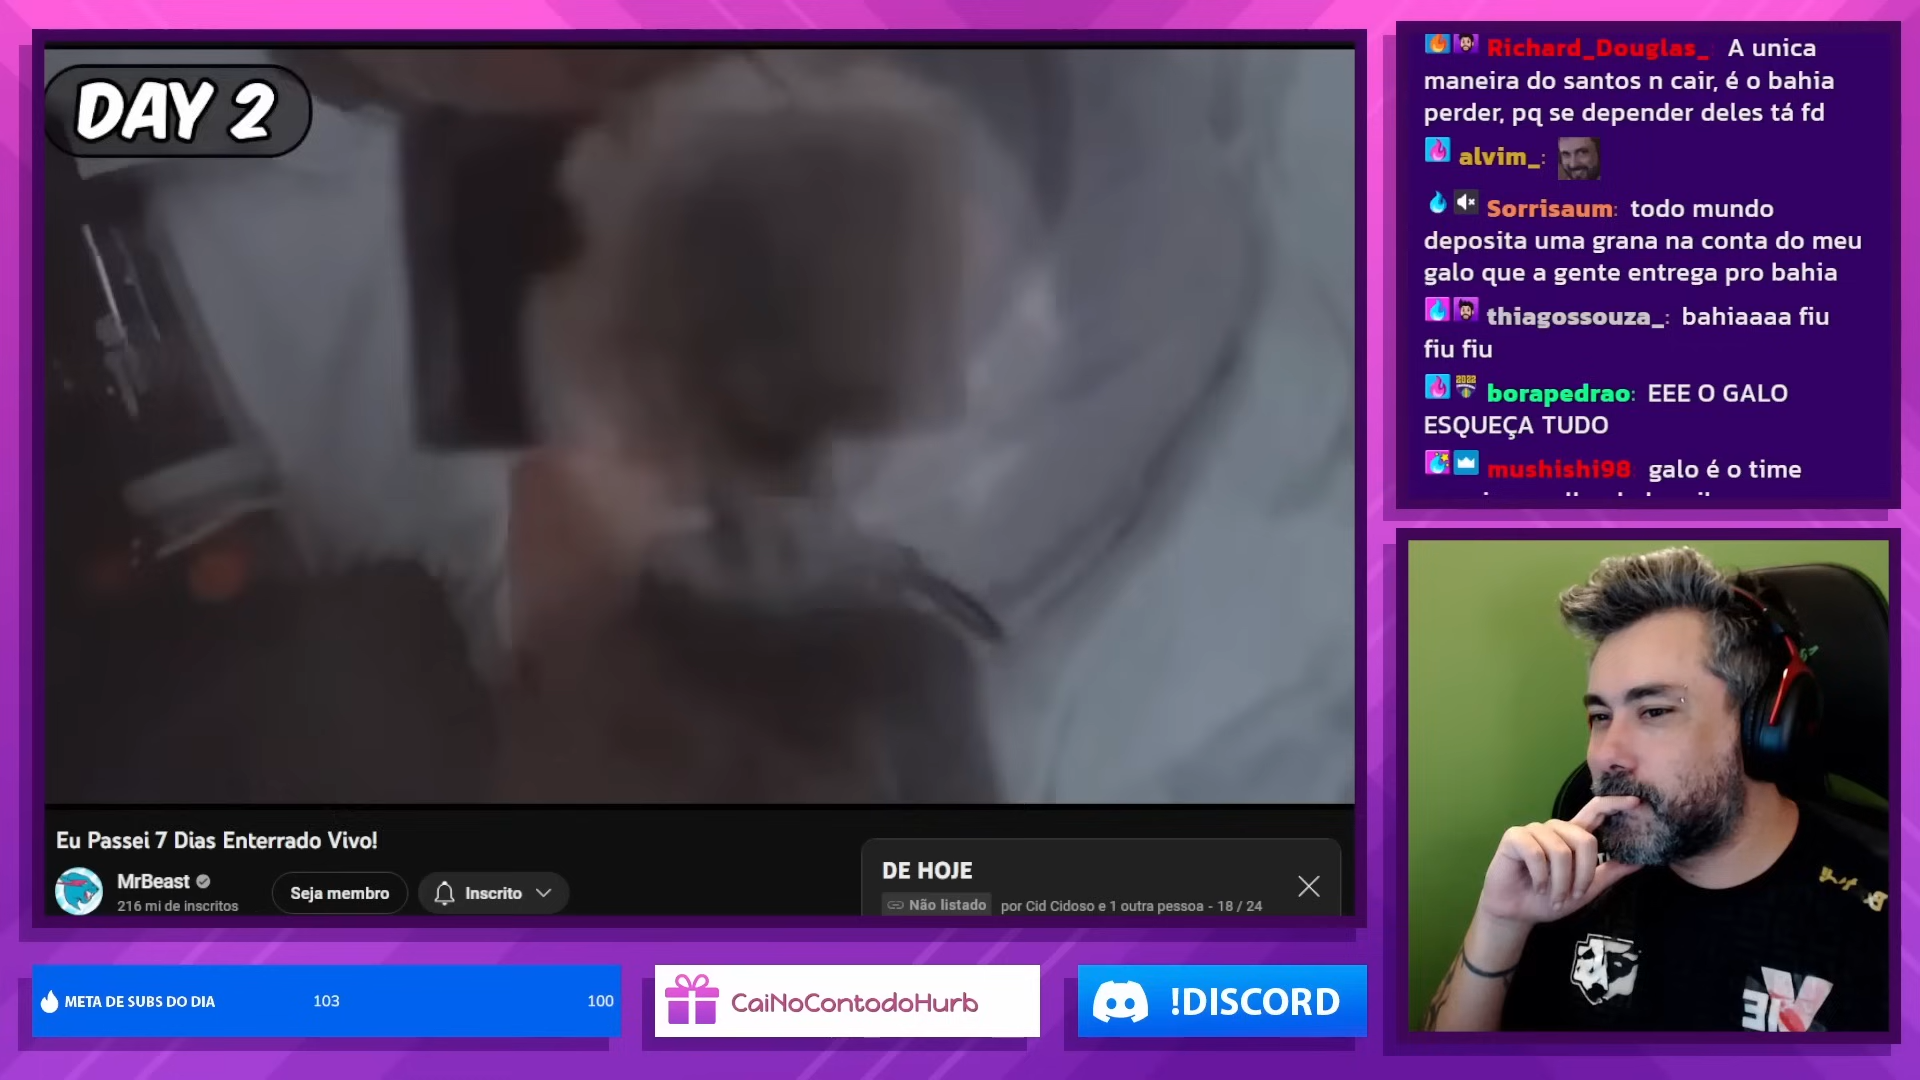 DAY 2
Eu Passei 7 Dias Enterrado Vivo!
MrBeast
216 mi de inscritos
Seja membro
Inscrito
DE HOJE
Não listado
por Cid Cidoso e 1 outra pessoa - 18 / 24
META DE SUBS DO DIA
103
100
CaiNoContodoHurb
!DISCORD
Richard_Douglas_: A unica
maneira do santos n cair, é o bahia
perder, pq se depender deles tá fd
alvim_:
Sorrisaum: todo mundo
deposita uma grana na conta do meu
galo que a gente entrega pro bahia
thiagossouza_: bahiaaaa fiu
fiu fiu
2022
borapedrao: EEE O GALO
ESQUEÇA TUDO
mushishi98: galo é o time